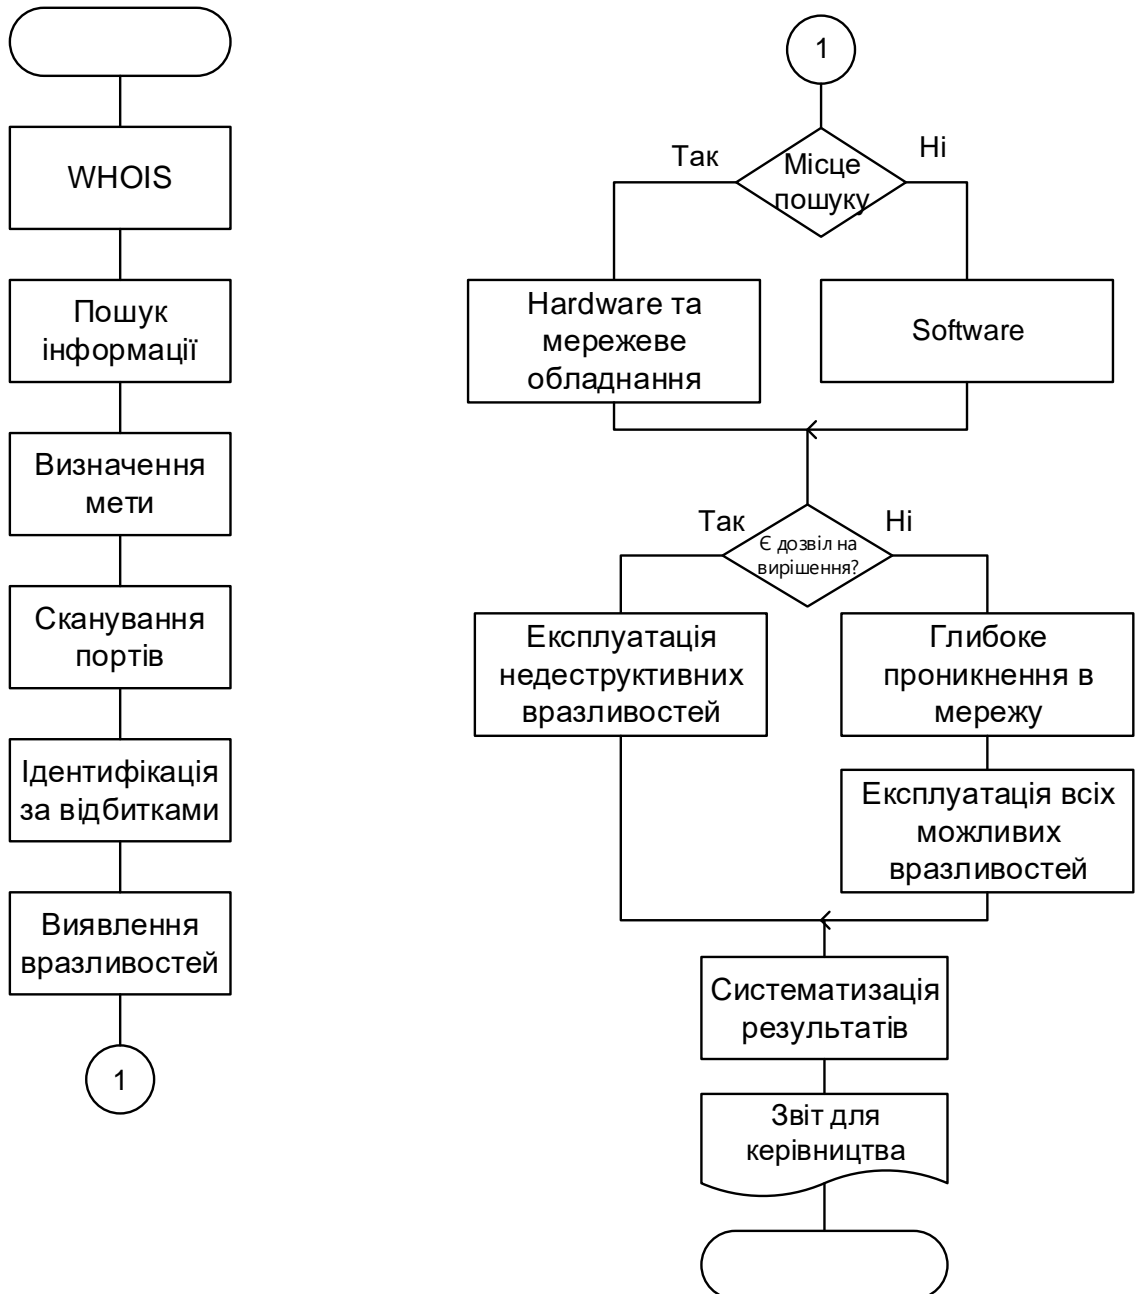 WHOIS
Пошук
інформації
Визначення
мети
Сканування
портів
Ідентифікація
за відбитками
Виявлення
вразливостей
1
1
Місце
пошуку
Так
Ні
Hardware та
мережеве
обладнання
Software
Є дозвіл на
вирішення?
Так
Ні
Експлуатація
недеструктивних
вразливостей
Глибоке
проникнення в
мережу
Експлуатація всіх
можливих
вразливостей
Систематизація
результатів
Звіт для
керівництва